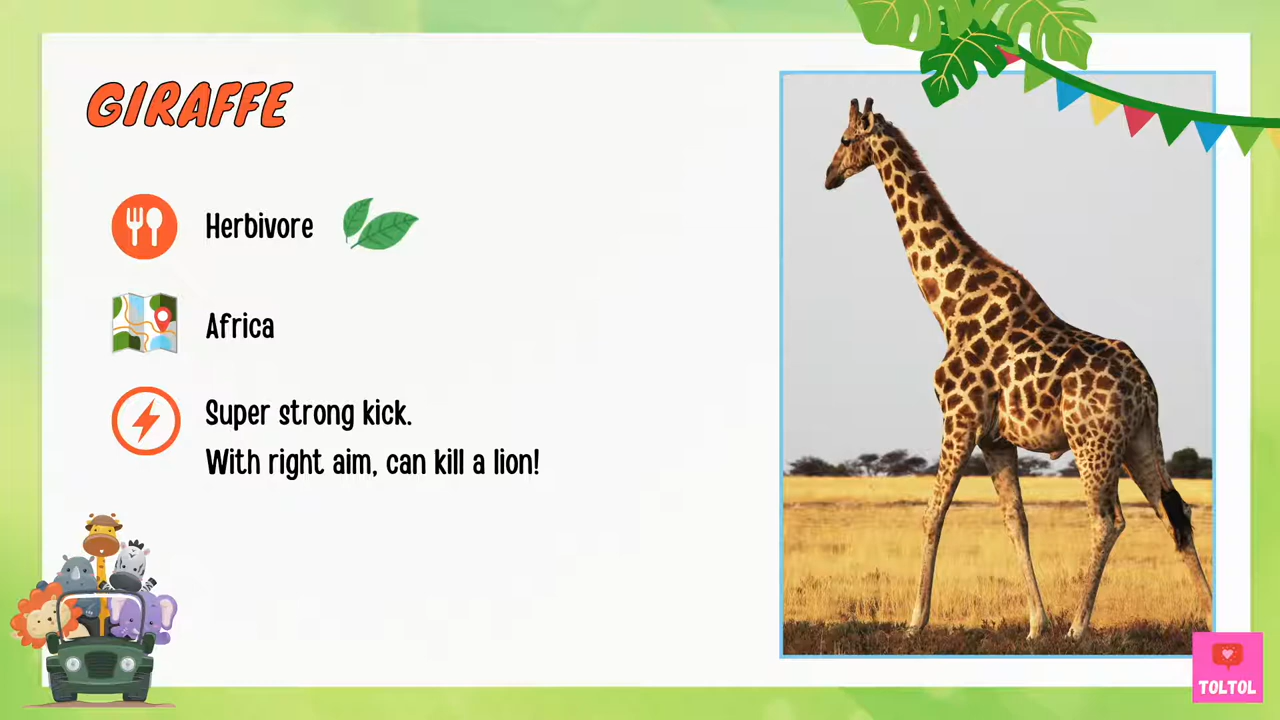 GIRAFFE
Herbivore
Africa
Super strong kick.
With right aim, can kill a lion!
TOLTOL